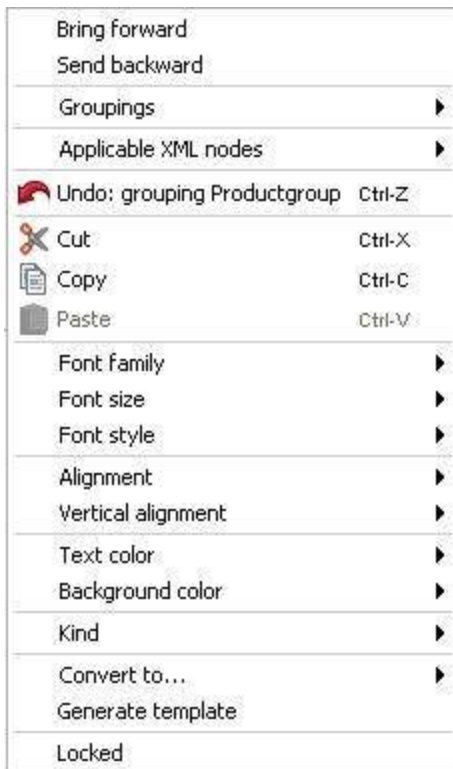 Bring forward
Send backward
Groupings
Applicable XML nodes
Undo: grouping Productgroup Ctrl-Z
Cut Ctrl-X
Copy Ctrl-C
Paste Ctrl-V
Font family
Font size
Font style
Alignment
Vertical alignment
Text color
Background color
Kind
Convert to...
Generate template
Locked